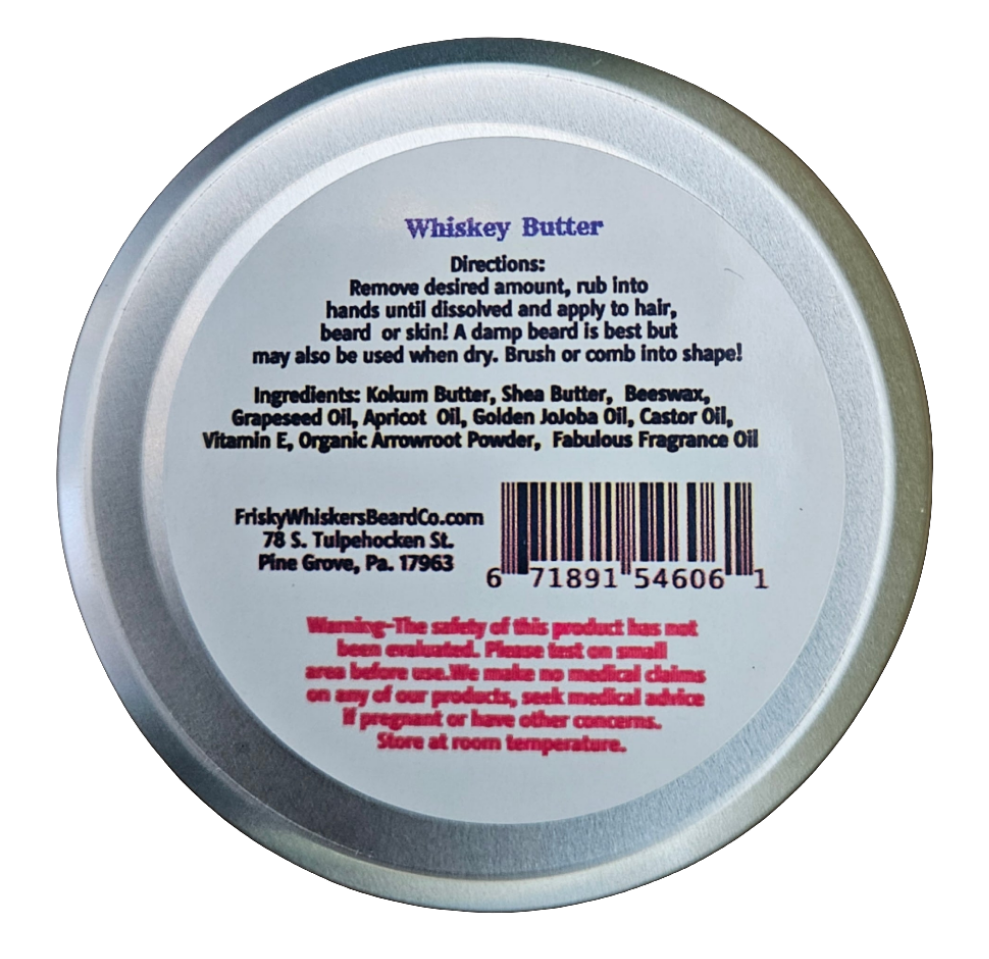 Whiskey Butter
Directions:
Remove desired amount, rub into
hands until dissolved and apply to hair,
beard or skin! A damp beard is best but
may also be used when dry. Brush or comb into shape!
Ingredients: Kokum Butter, Shea Butter, Beeswax,
Grapeseed Oil, Apricot Oil, Golden JoJoba Oil, Castor Oil,
Vitamin E, Organic Arrowroot Powder, Fabulous Fragrance Oil
FriskyWhiskersBeardCo.com
78 S. Tulpehocken St.
Pine Grove, Pa. 17963
6 71891 54606 1
Warning-The safety of this product has not
been evaluated. Please test on small
area before use.We make no medical claims
on any of our products, seek medical advice
if pregnant or have other concerns.
Store at room temperature.